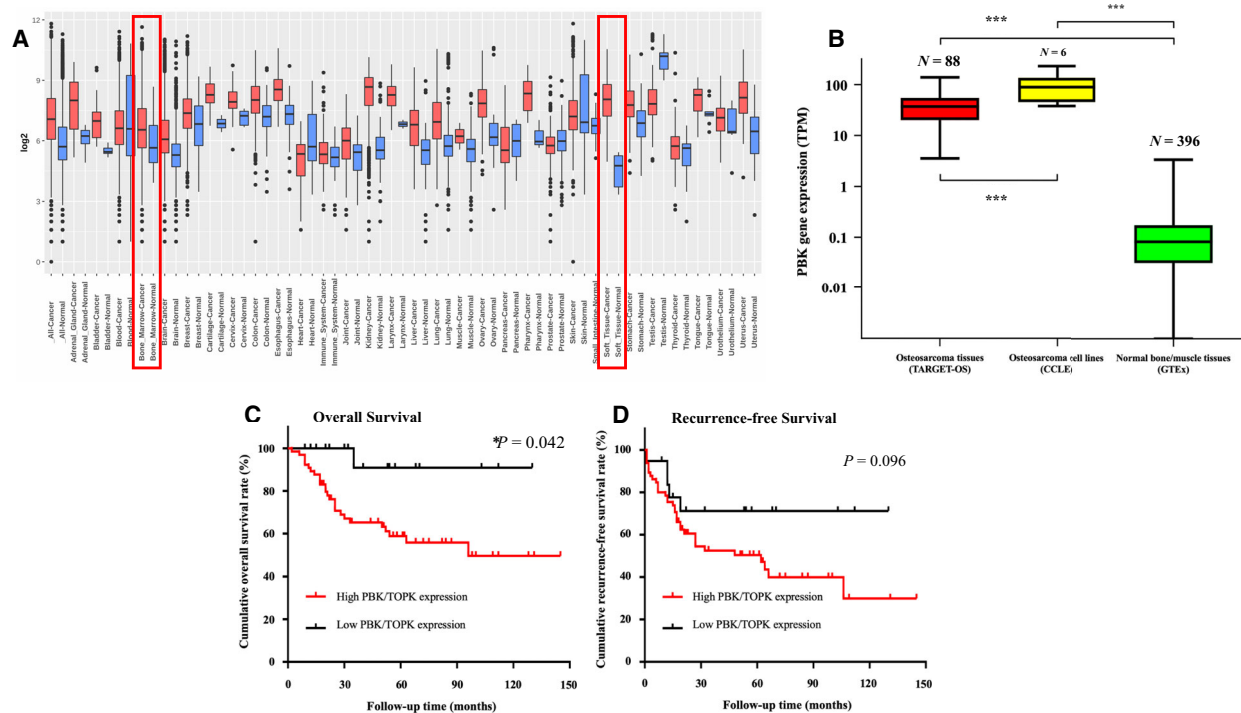 A
log2
12
9
6
3
0
All-Cancer
All-Normal
Adrenal_Gland-Cancer
Adrenal_Gland-Normal
Bladder-Cancer
Bladder-Normal
Blood-Cancer
Blood-Normal
Bone_Marrow-Cancer
Bone_Marrow-Normal
Brain-Cancer
Brain-Normal
Breast-Cancer
Breast-Normal
Cartilage-Cancer
Cartilage-Normal
Cervix-Cancer
Cervix-Normal
Colon-Cancer
Colon-Normal
Esophagus-Cancer
Esophagus-Normal
Heart-Cancer
Heart-Normal
Immune_System-Cancer
Immune_System-Normal
Joint-Cancer
Joint-Normal
Kidney-Cancer
Kidney-Normal
Larynx-Cancer
Larynx-Normal
Liver-Cancer
Liver-Normal
Lung-Cancer
Lung-Normal
Muscle-Cancer
Muscle-Normal
Ovary-Cancer
Ovary-Normal
Pancreas-Cancer
Pancreas-Normal
Pharynx-Cancer
Pharynx-Normal
Prostate-Cancer
Prostate-Normal
Skin-Cancer
Skin-Normal
Small_Intestine-Normal
Soft_Tissue-Cancer
Soft_Tissue-Normal
Stomach-Cancer
Stomach-Normal
Testis-Cancer
Testis-Normal
Thyroid-Cancer
Thyroid-Normal
Tongue-Cancer
Tongue-Normal
Urothelium-Cancer
Urothelium-Normal
Uterus-Cancer
Uterus-Normal
B
PBK gene expression (TPM)
100
10
1
0.1
0.01
*** ***
N = 88 N = 6
N = 396
***
Osteosarcoma tissues
(TARGET-OS)
Osteosarcoma cell lines
(CCLE)
Normal bone/muscle tissues
(GTEx)
C Overall Survival
*P = 0.042
Cumulative overall survival rate (%)
100
80
60
40
20
0
High PBK/TOPK expression
Low PBK/TOPK expression
0 30 60 90 120 150
Follow-up time (months)
D Recurrence-free Survival
P = 0.096
Cumulative recurrence-free survival rate (%)
100
80
60
40
20
0
High PBK/TOPK expression
Low PBK/TOPK expression
0 30 60 90 120 150
Follow-up time (months)